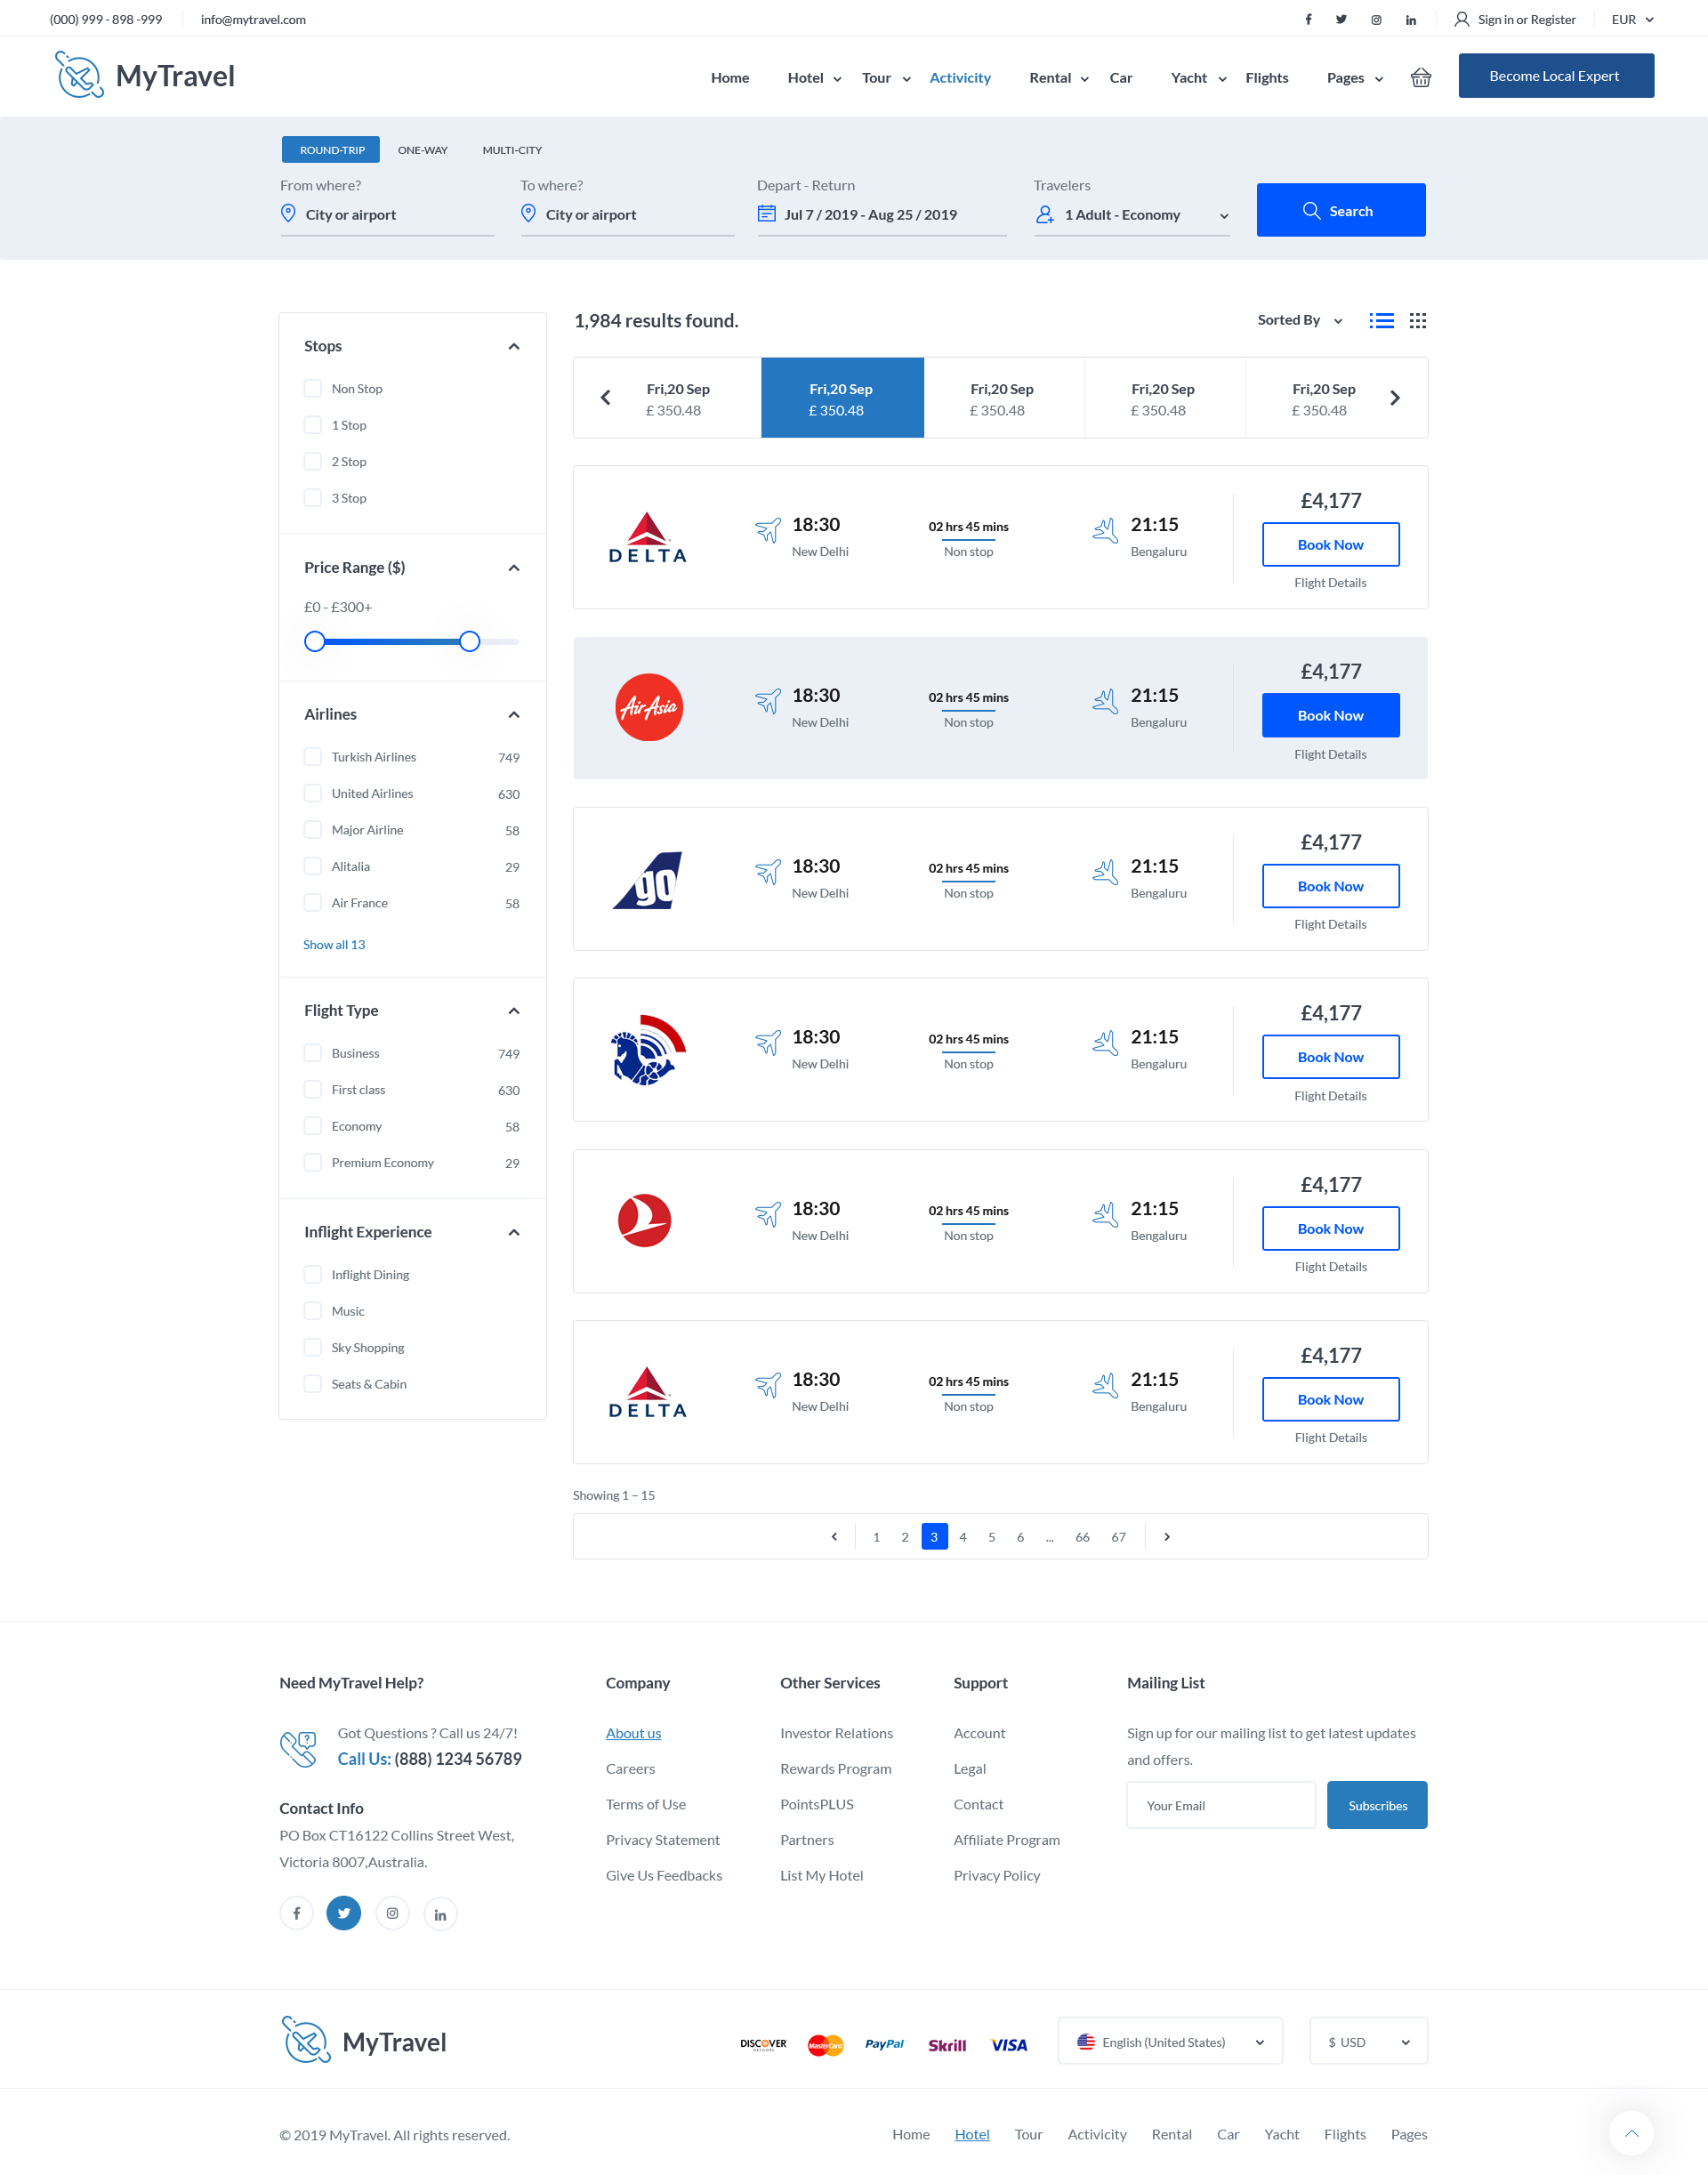 (000) 999 - 898 -999 info@mytravel.com Sign in or Register EUR
MyTravel Home Hotel Tour Activicity Rental Car Yacht Flights Pages Become Local Expert
ROUND-TRIP ONE-WAY MULTI-CITY
From where? To where? Depart - Return Travelers
City or airport City or airport Jul 7 / 2019 - Aug 25 / 2019 1 Adult - Economy Search
Stops
Non Stop
1 Stop
2 Stop
3 Stop
Price Range ($)
£0 - £300+
Airlines
Turkish Airlines 749
United Airlines 630
Major Airline 58
Alitalia 29
Air France 58
Show all 13
Flight Type
Business 749
First class 630
Economy 58
Premium Economy 29
Inflight Experience
Inflight Dining
Music
Sky Shopping
Seats & Cabin
1,984 results found. Sorted By
Fri,20 Sep Fri,20 Sep Fri,20 Sep Fri,20 Sep Fri,20 Sep
£ 350.48 £ 350.48 £ 350.48 £ 350.48 £ 350.48
£4,177
18:30 02 hrs 45 mins 21:15
DELTA New Delhi Non stop Bengaluru
Book Now
Flight Details
£4,177
18:30 02 hrs 45 mins 21:15
AirAsia New Delhi Non stop Bengaluru
Book Now
Flight Details
£4,177
18:30 02 hrs 45 mins 21:15
go New Delhi Non stop Bengaluru
Book Now
Flight Details
£4,177
18:30 02 hrs 45 mins 21:15
New Delhi Non stop Bengaluru
Book Now
Flight Details
£4,177
18:30 02 hrs 45 mins 21:15
New Delhi Non stop Bengaluru
Book Now
Flight Details
£4,177
18:30 02 hrs 45 mins 21:15
DELTA New Delhi Non stop Bengaluru
Book Now
Flight Details
Showing 1 – 15
1 2 3 4 5 6 ... 66 67
Need MyTravel Help?
Got Questions ? Call us 24/7!
Call Us: (888) 1234 56789
Contact Info
PO Box CT16122 Collins Street West,
Victoria 8007,Australia.
Company
About us
Careers
Terms of Use
Privacy Statement
Give Us Feedbacks
Other Services
Investor Relations
Rewards Program
PointsPLUS
Partners
List My Hotel
Support
Account
Legal
Contact
Affiliate Program
Privacy Policy
Mailing List
Sign up for our mailing list to get latest updates
and offers.
Your Email Subscribes
MyTravel DISCOVER NETWORK MasterCard PayPal Skrill VISA English (United States) $ USD
© 2019 MyTravel. All rights reserved. Home Hotel Tour Activicity Rental Car Yacht Flights Pages